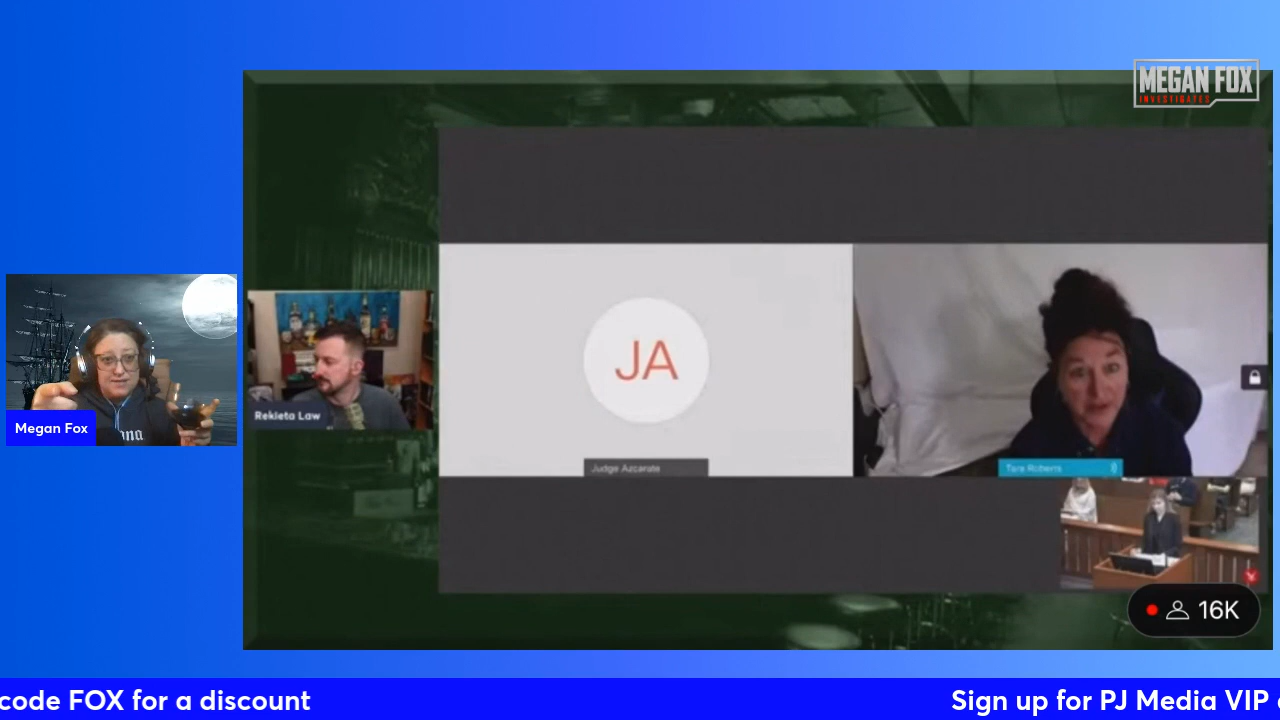 MEGAN FOX
INVESTIGATES
JA
Judge Azcarate
Tara Roberts
Rekieta Law
Megan Fox
16K
code FOX for a discount
Sign up for PJ Media VIP